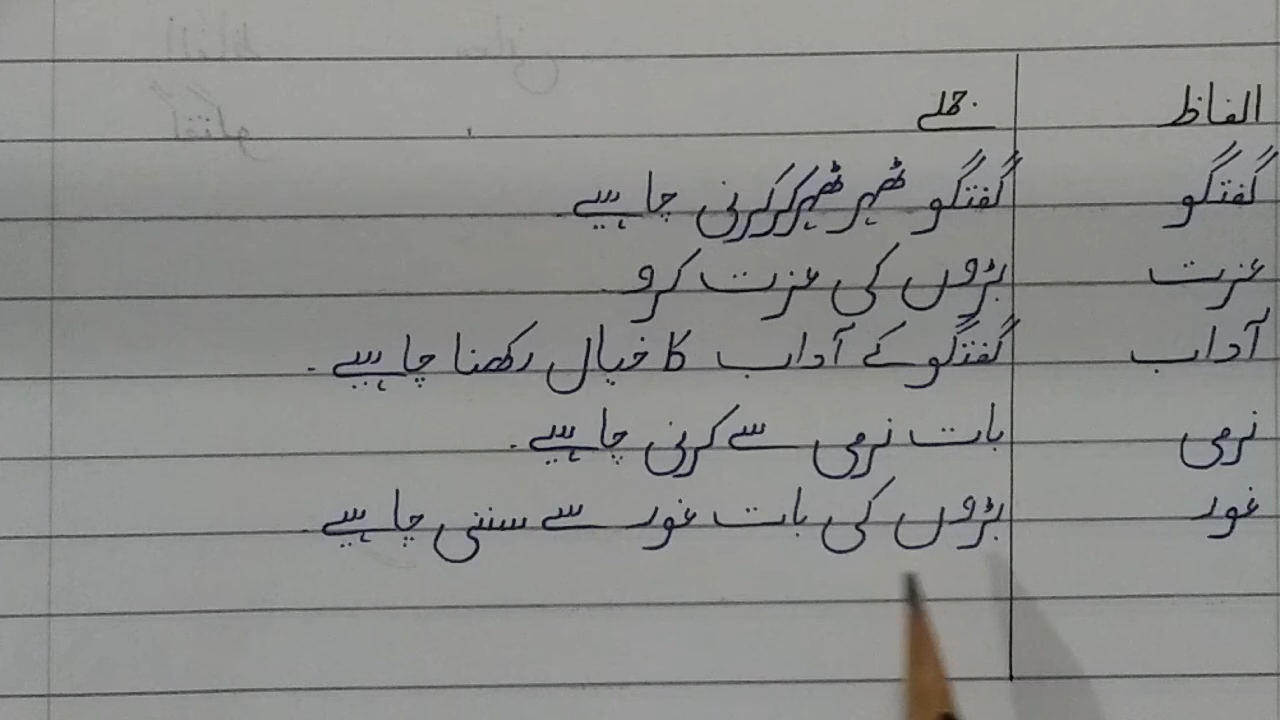 الفاظ جملے
گفتگو گفتگو ٹھہر ٹھہر کر کرنی چاہیے
عزت بڑوں کی عزت کرو
آداب گفتگو کے آداب کا خیال رکھنا چاہیے۔
نرمی بات نرمی سے کرنی چاہیے۔
غور بڑوں کی بات غور سے سننی چاہیے